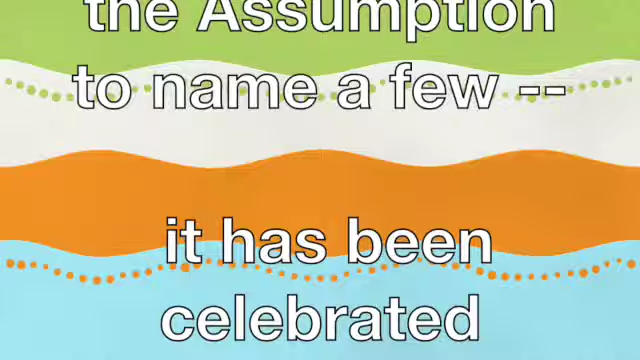 the Assumption
to name a few --
it has been
celebrated